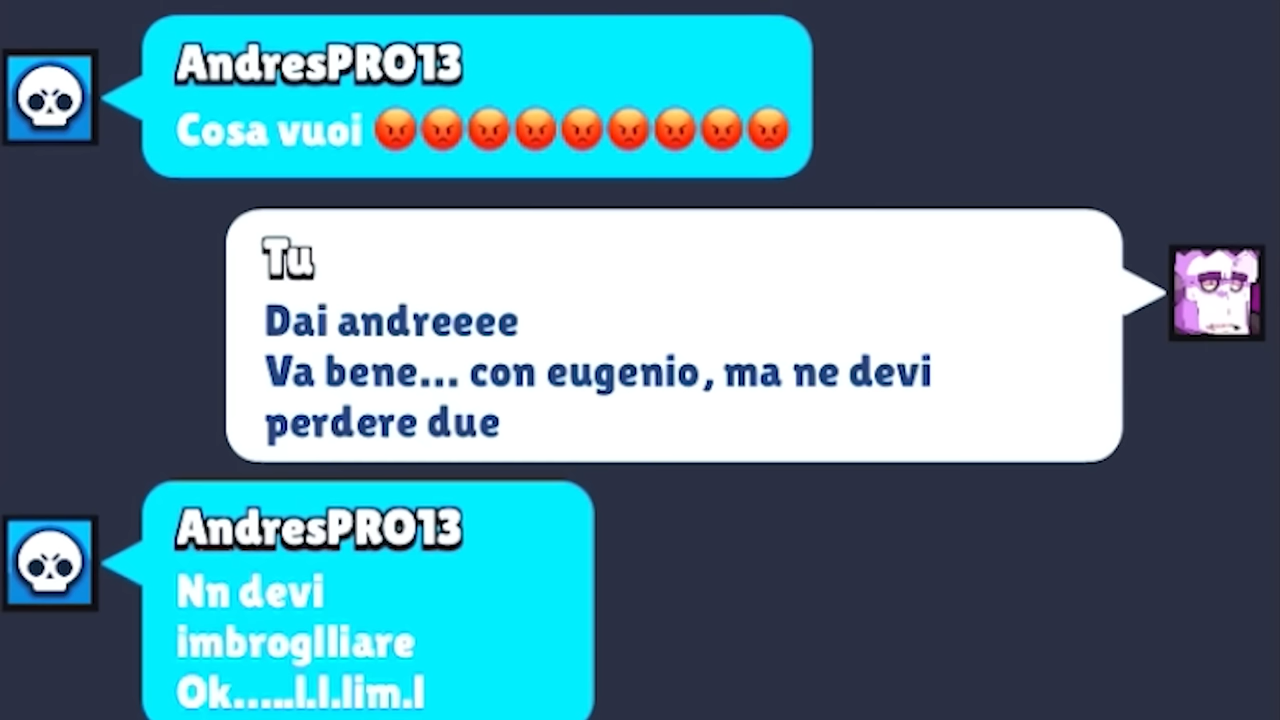 AndresPRO13
Cosa vuoi 😡😡😡😡😡😡😡😡😡
Tu
Dai andreeee
Va bene... con eugenio, ma ne devi
perdere due
AndresPRO13
Nn devi
imbroglliare
Ok.....l.l.lim.l